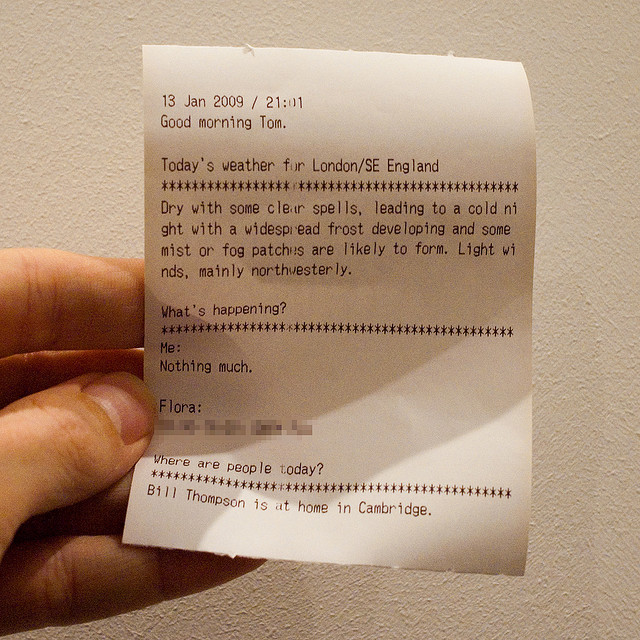 13 Jan 2009 / 21:01
Good morning Tom.
Today's weather for London/SE England
*******************************************
Dry with some clear spells, leading to a cold ni
ght with a widespread frost developing and some
mist or fog patches are likely to form. Light wi
nds, mainly northwesterly.
What's happening?
*******************************************
Me:
Nothing much.
Flora:
Where are people today?
*******************************************
Bill Thompson is at home in Cambridge.